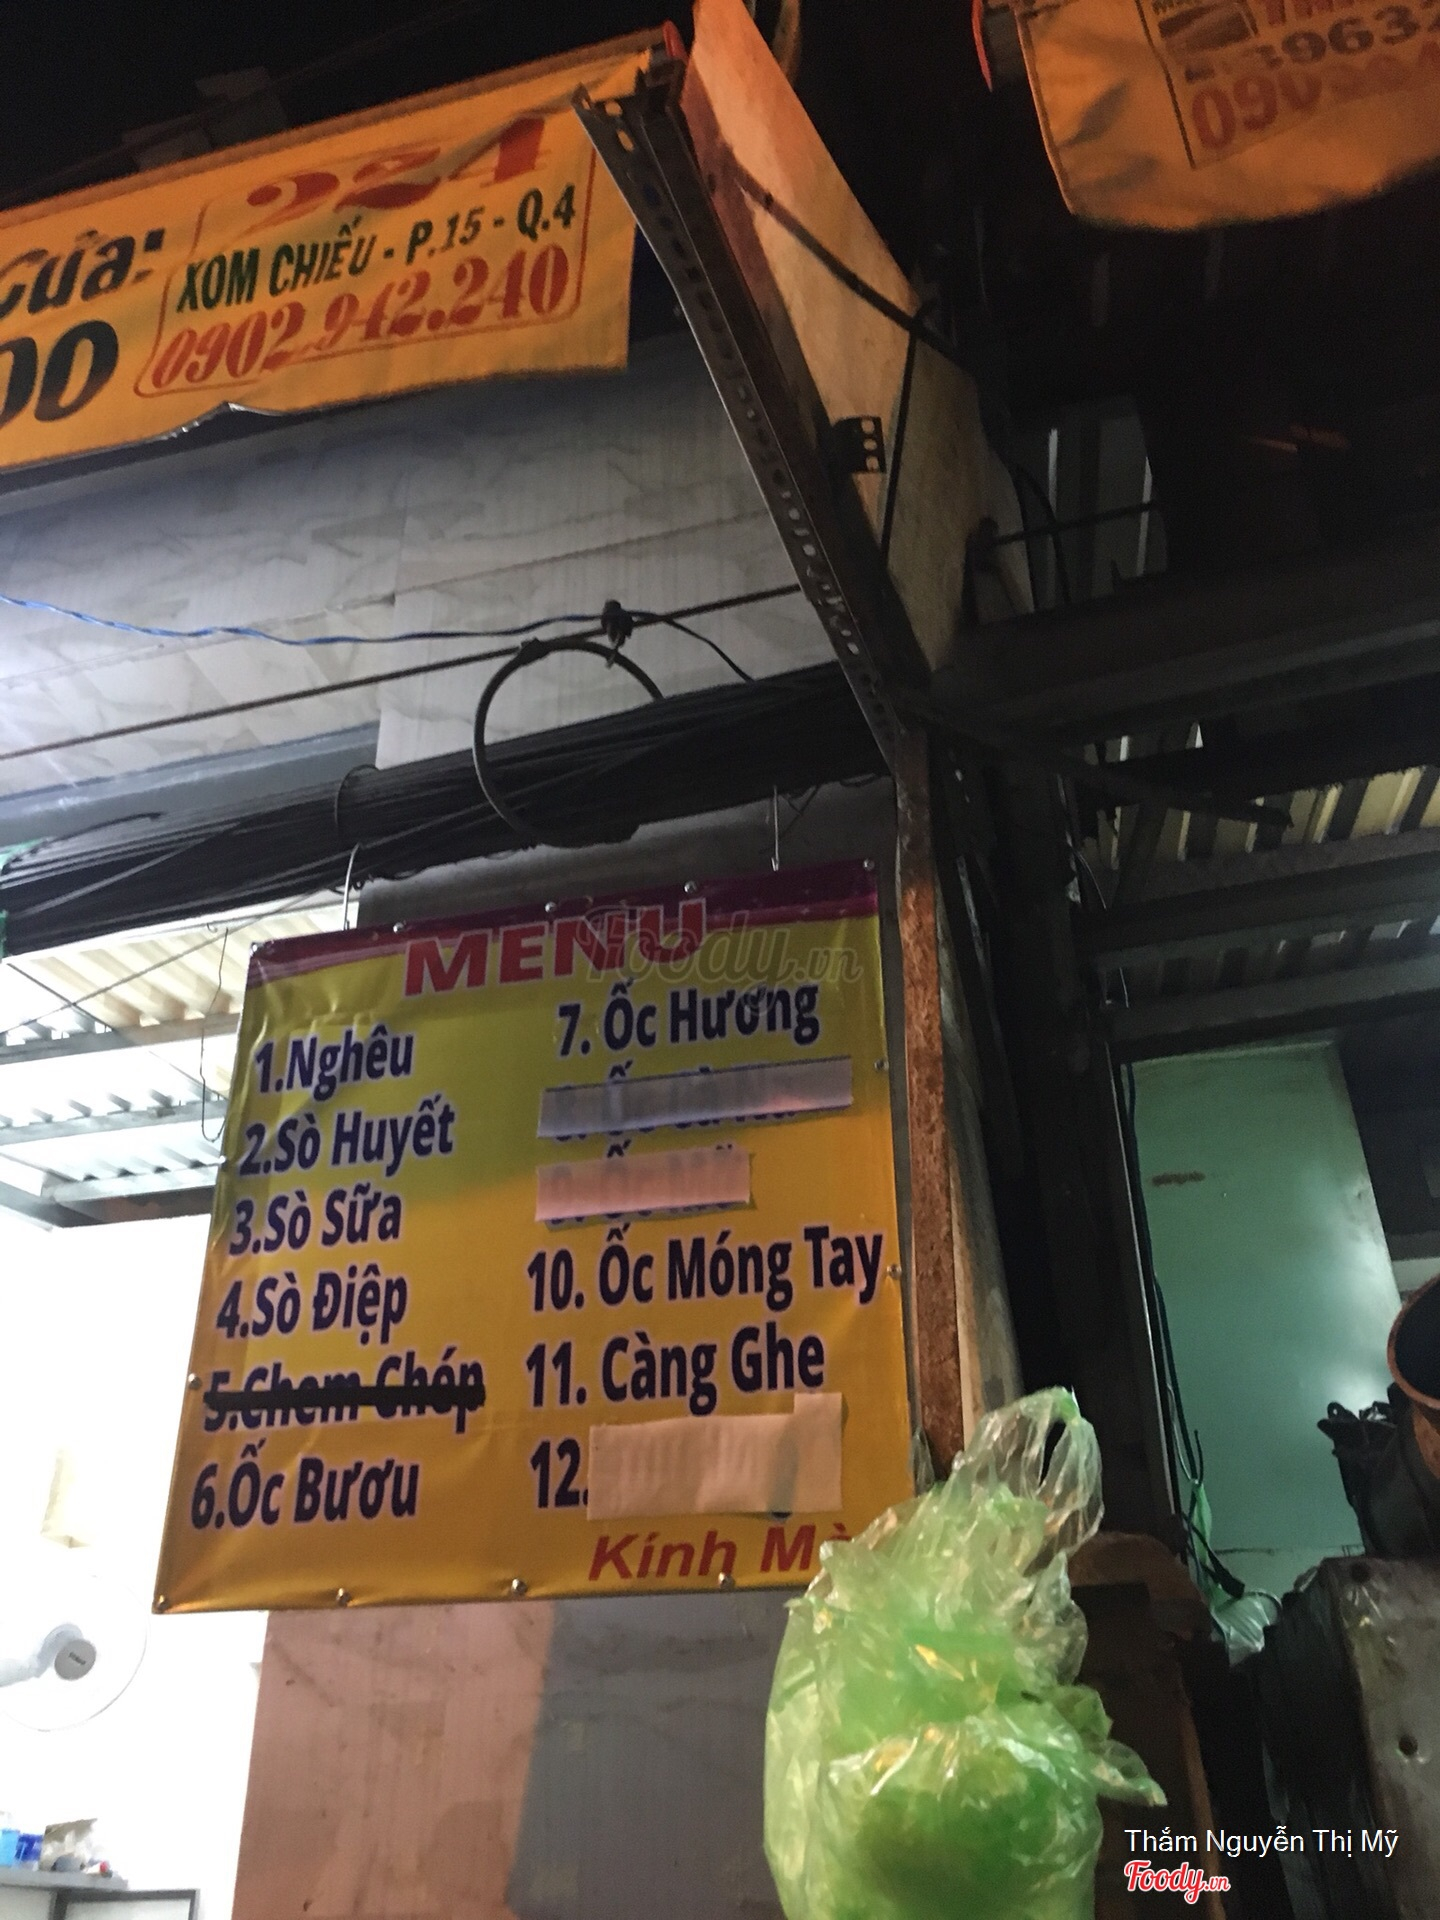 Cửa:
00
224
XOM CHIẾU - P.15 - Q.4
0902.942.240
MENU
1.Nghêu
2.Sò Huyết
3.Sò Sữa
4.Sò Điệp
5.Chem Chép
6.Ốc Bươu
7. Ốc Hương
10. Ốc Móng Tay
11. Càng Ghe
12.
Kính
Foody.vn
Thắm Nguyễn Thị Mỹ
Foody.vn